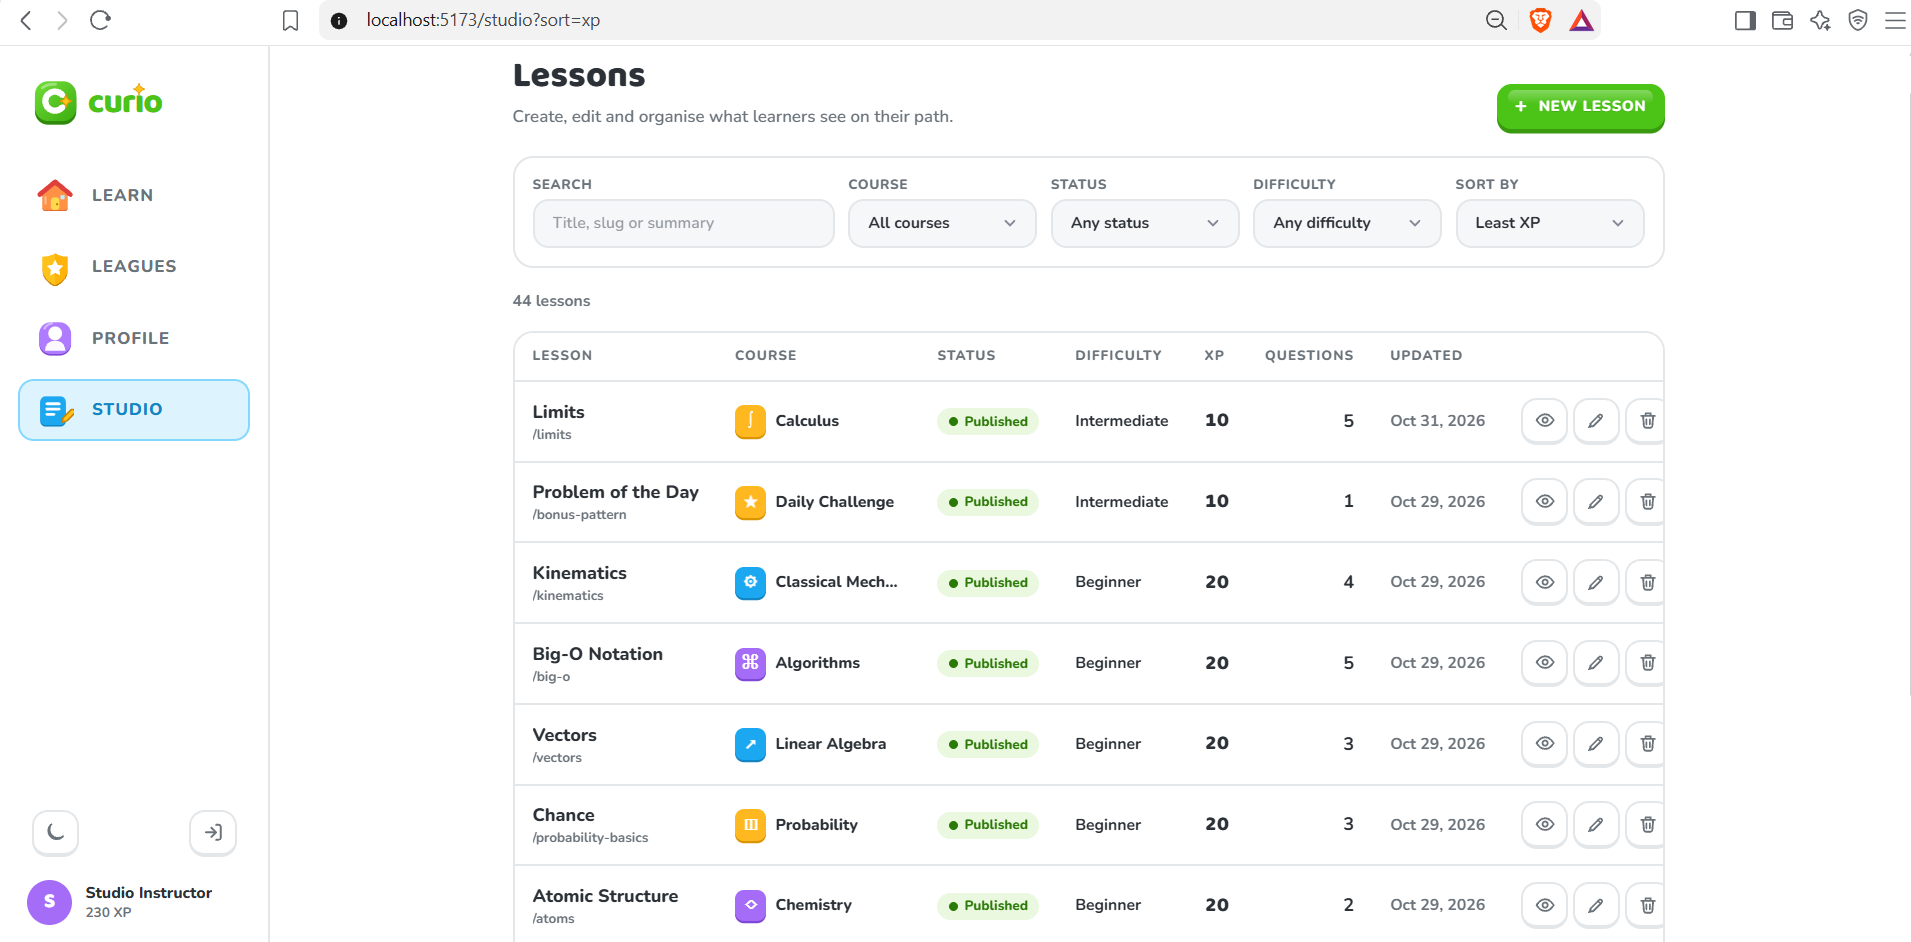 localhost:5173/studio?sort=xp
curio
LEARN
LEAGUES
PROFILE
STUDIO
S
Studio Instructor
230 XP
Lessons
Create, edit and organise what learners see on their path.
+ NEW LESSON
SEARCH COURSE STATUS DIFFICULTY SORT BY
Title, slug or summary All courses Any status Any difficulty Least XP
44 lessons
LESSON COURSE STATUS DIFFICULTY XP QUESTIONS UPDATED
Limits
/limits
∫ Calculus Published Intermediate 10 5 Oct 31, 2026
Problem of the Day
/bonus-pattern
Daily Challenge Published Intermediate 10 1 Oct 29, 2026
Kinematics
/kinematics
Classical Mech... Published Beginner 20 4 Oct 29, 2026
Big-O Notation
/big-o
⌘ Algorithms Published Beginner 20 5 Oct 29, 2026
Vectors
/vectors
Linear Algebra Published Beginner 20 3 Oct 29, 2026
Chance
/probability-basics
Probability Published Beginner 20 3 Oct 29, 2026
Atomic Structure
/atoms
Chemistry Published Beginner 20 2 Oct 29, 2026